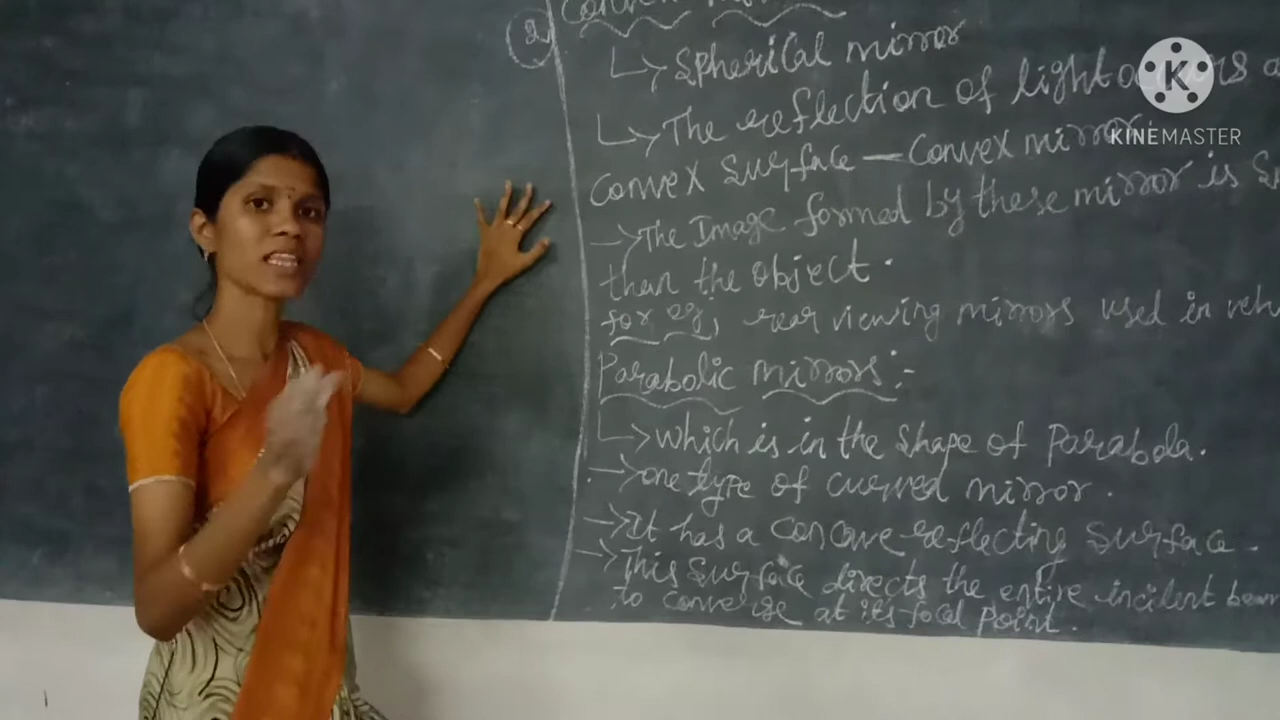 2
Spherical mirror
The reflection of light
Convex Surface - Convex mirror.
The Image formed by these mirror is
than the object.
for eg; rear viewing mirrors used in
Parabolic mirrors:-
which is in the shape of Parabola.
one type of curved mirror.
It has a concave reflecting surface.
This surface directs the entire incident beam
to converge at its focal point.
K
KINEMASTER